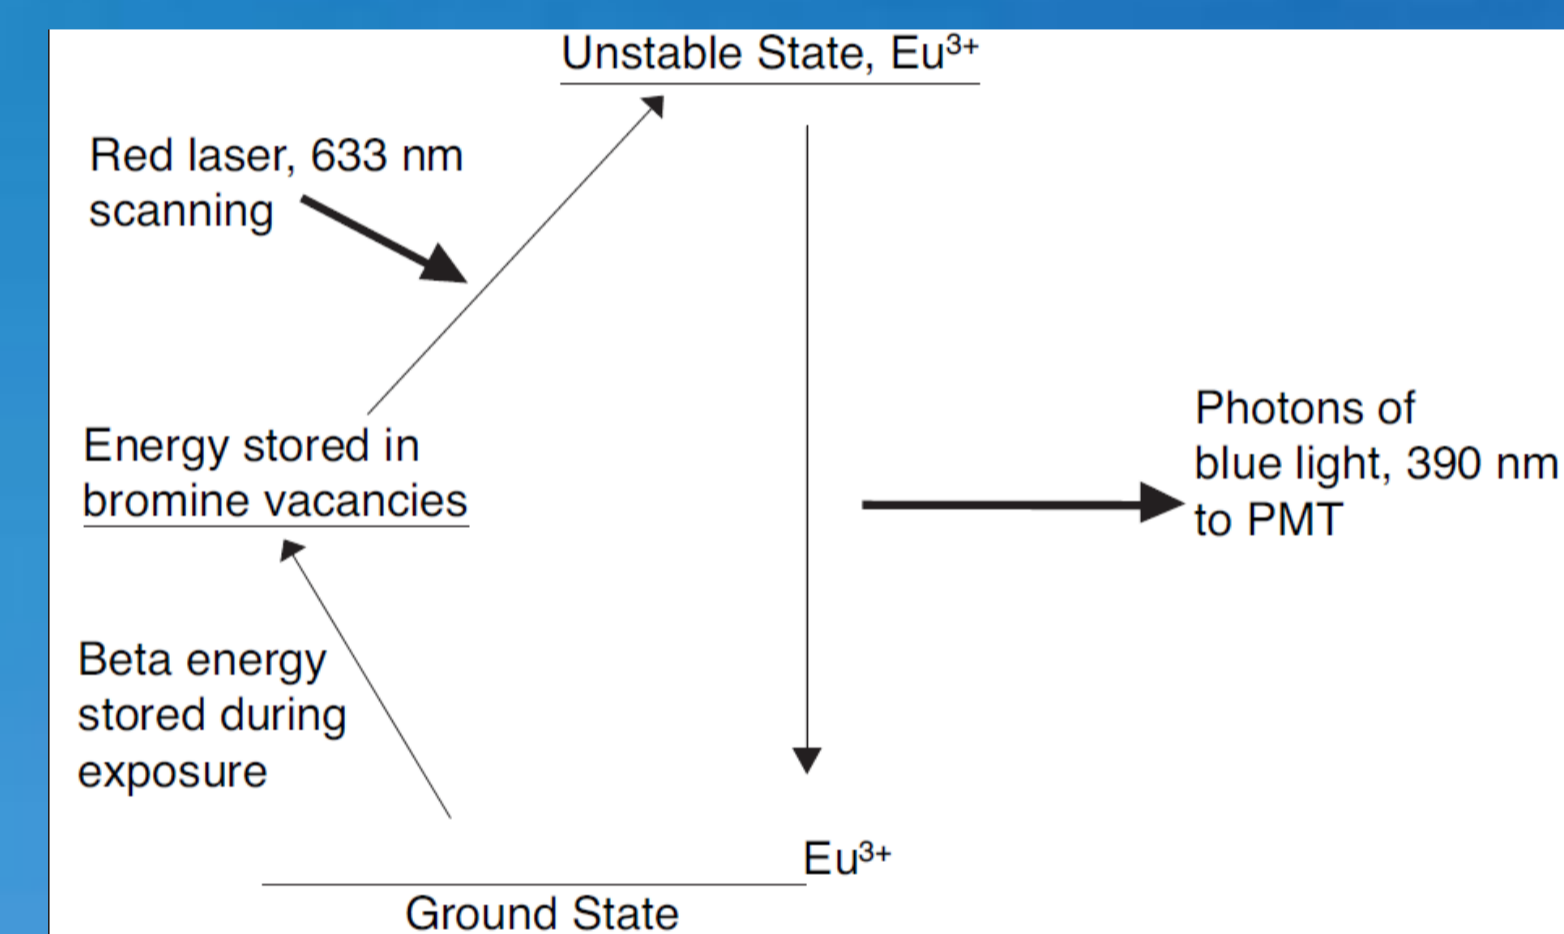 Unstable State, Eu³⁺
Red laser, 633 nm
scanning
Energy stored in
bromine vacancies
Photons of
blue light, 390 nm
to PMT
Beta energy
stored during
exposure
Eu³⁺
Ground State